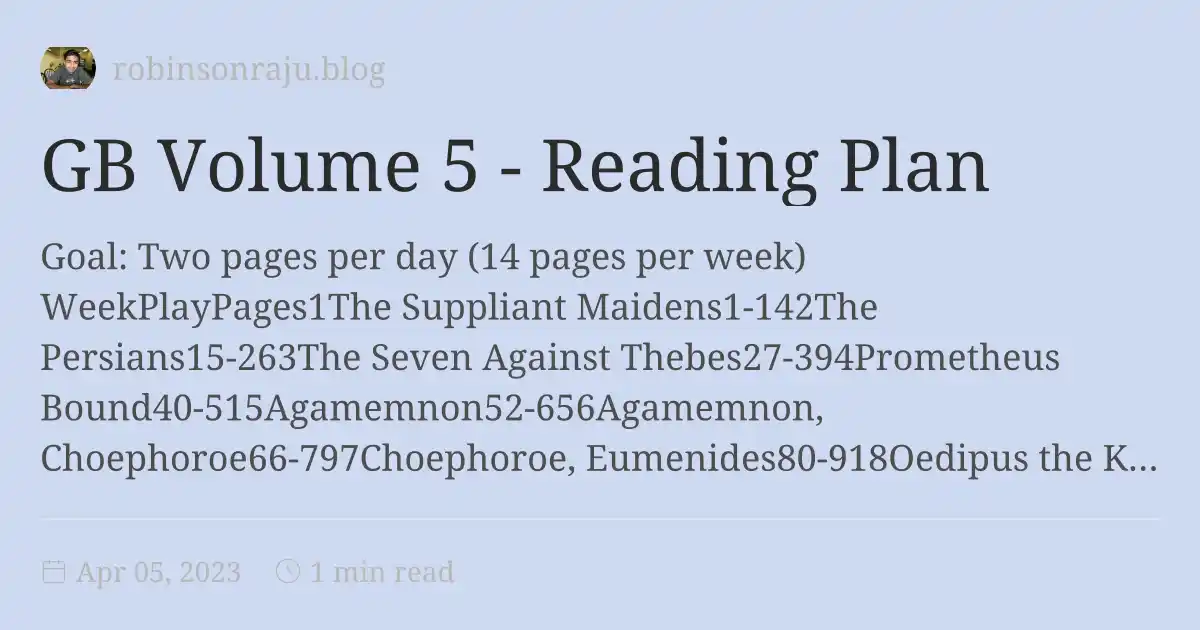 robinsonraju.blog
GB Volume 5 - Reading Plan
Goal: Two pages per day (14 pages per week)
WeekPlayPages1The Suppliant Maidens1-142The
Persians15-263The Seven Against Thebes27-394Prometheus
Bound40-515Agamemnon52-656Agamemnon,
Choephoroe66-797Choephoroe, Eumenides80-918Oedipus the K...
Apr 05, 2023 1 min read